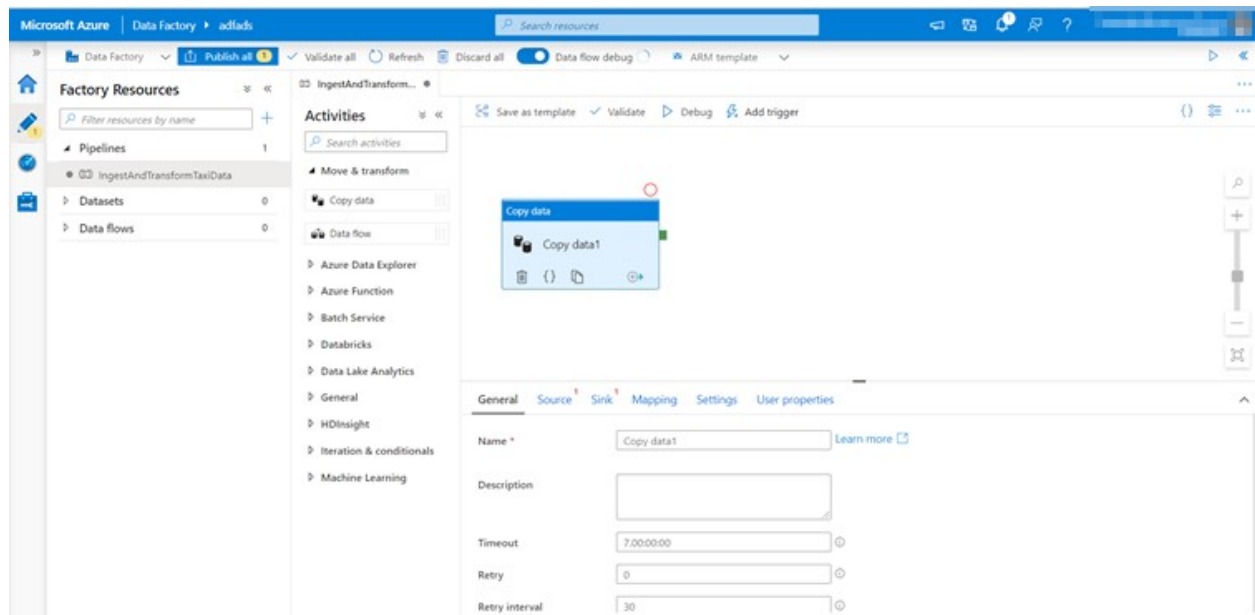 Microsoft Azure | Data Factory ▸ adfads
Search resources
Data Factory
Publish all 1
Validate all
Refresh
Discard all
Data flow debug
ARM template
Factory Resources
Filter resources by name
Pipelines 1
IngestAndTransformTaxiData
Datasets 0
Data flows 0
IngestAndTransform...
Activities
Search activities
Move & transform
Copy data
Data flow
Azure Data Explorer
Azure Function
Batch Service
Databricks
Data Lake Analytics
General
HDInsight
Iteration & conditionals
Machine Learning
Save as template
Validate
Debug
Add trigger
Copy data
Copy data1
General
Source 1
Sink 1
Mapping
Settings
User properties
Name * Copy data1 Learn more
Description
Timeout 7.00:00:00
Retry 0
Retry interval 30